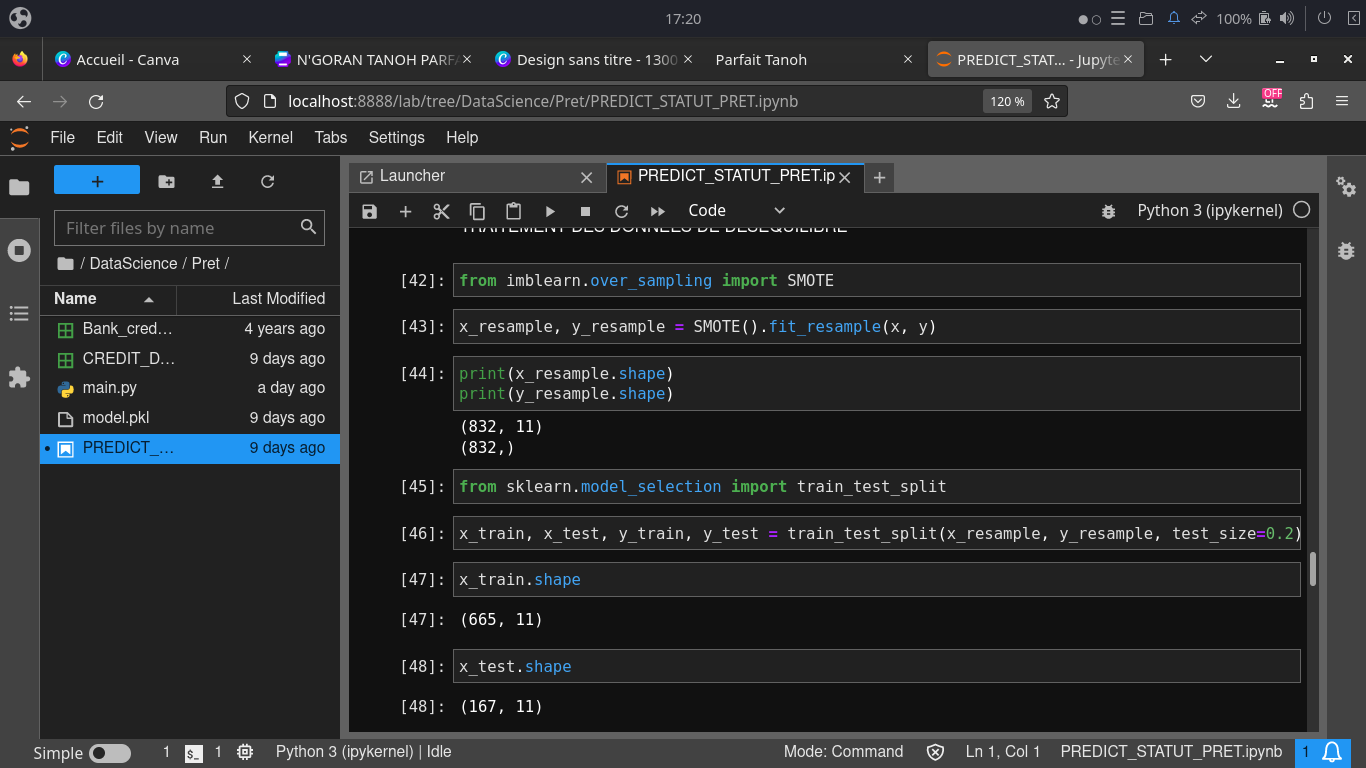 17:20
100%
Accueil - Canva
N'GORAN TANOH PARFA
Design sans titre - 1300
Parfait Tanoh
PREDICT_STAT... - Jupyte
localhost:8888/lab/tree/DataScience/Pret/PREDICT_STATUT_PRET.ipynb
120 %
OFF
File Edit View Run Kernel Tabs Settings Help
Launcher
PREDICT_STATUT_PRET.ip
Code
Python 3 (ipykernel)
Filter files by name
/ DataScience / Pret /
Name Last Modified
Bank_cred... 4 years ago
CREDIT_D... 9 days ago
main.py a day ago
model.pkl 9 days ago
PREDICT_... 9 days ago
TRAITEMENT DES DONNEES DE DESEQUILIBRE
[42]: from imblearn.over_sampling import SMOTE
[43]: x_resample, y_resample = SMOTE().fit_resample(x, y)
[44]: print(x_resample.shape)
print(y_resample.shape)
(832, 11)
(832,)
[45]: from sklearn.model_selection import train_test_split
[46]: x_train, x_test, y_train, y_test = train_test_split(x_resample, y_resample, test_size=0.2)
[47]: x_train.shape
[47]: (665, 11)
[48]: x_test.shape
[48]: (167, 11)
Simple 1 $_ 1 Python 3 (ipykernel) | Idle
Mode: Command Ln 1, Col 1 PREDICT_STATUT_PRET.ipynb 1